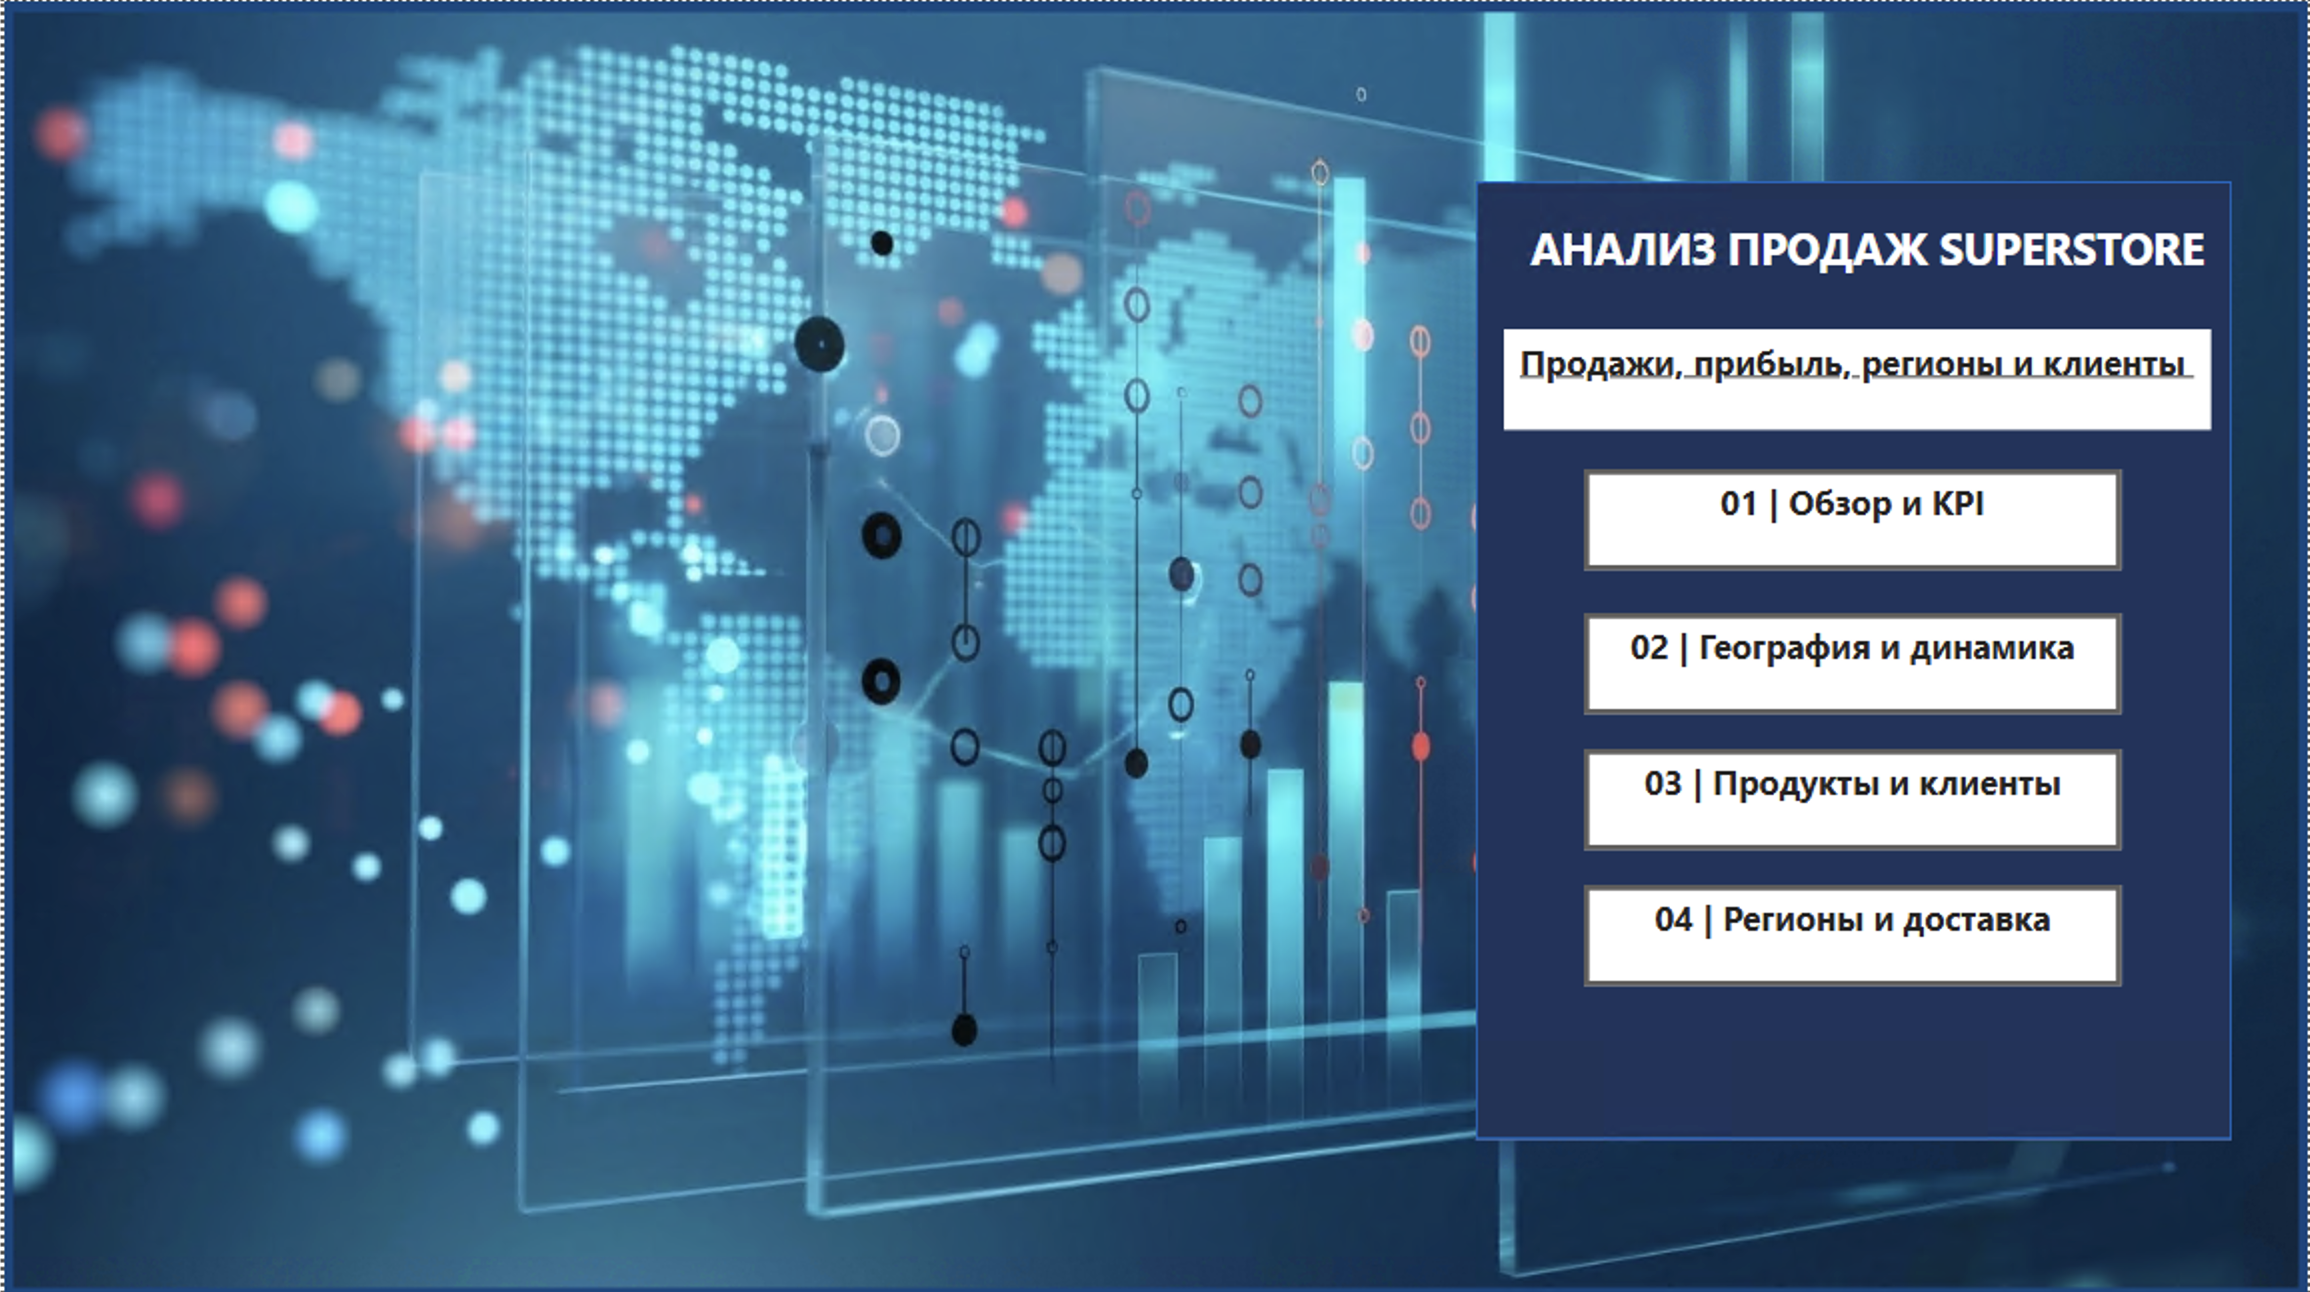 АНАЛИЗ ПРОДАЖ SUPERSTORE
Продажи, прибыль, регионы и клиенты
01 | Обзор и KPI
02 | География и динамика
03 | Продукты и клиенты
04 | Регионы и доставка